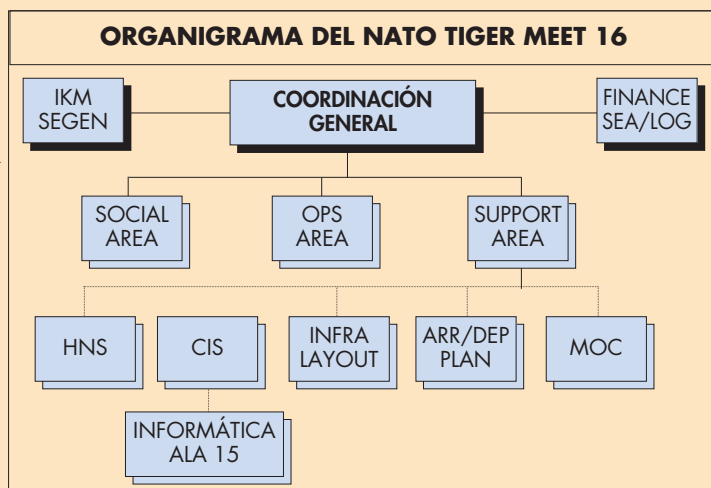 ORGANIGRAMA DEL NATO TIGER MEET 16
IKM
SEGEN
COORDINACIÓN
GENERAL
FINANCE
SEA/LOG
SOCIAL
AREA
OPS
AREA
SUPPORT
AREA
HNS
CIS
INFRA
LAYOUT
ARR/DEP
PLAN
MOC
INFORMÁTICA
ALA 15